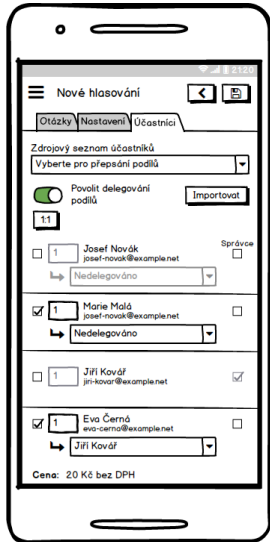 2120
Nové hlasování
Otázky Nastavení Účastníci
Zdrojový seznam účastníků
Vyberte pro přepsání podílů
Povolit delegování
podílů
Importovat
1:1
Správce
1 Josef Novák
josef-novak@example.net
Nedelegováno
1 Marie Malá
josef-novak@example.net
Nedelegováno
1 Jiří Kovář
jiri-kovar@example.net
1 Eva Černá
eva-cerna@example.net
Jiří Kovář
Cena: 20 Kč bez DPH